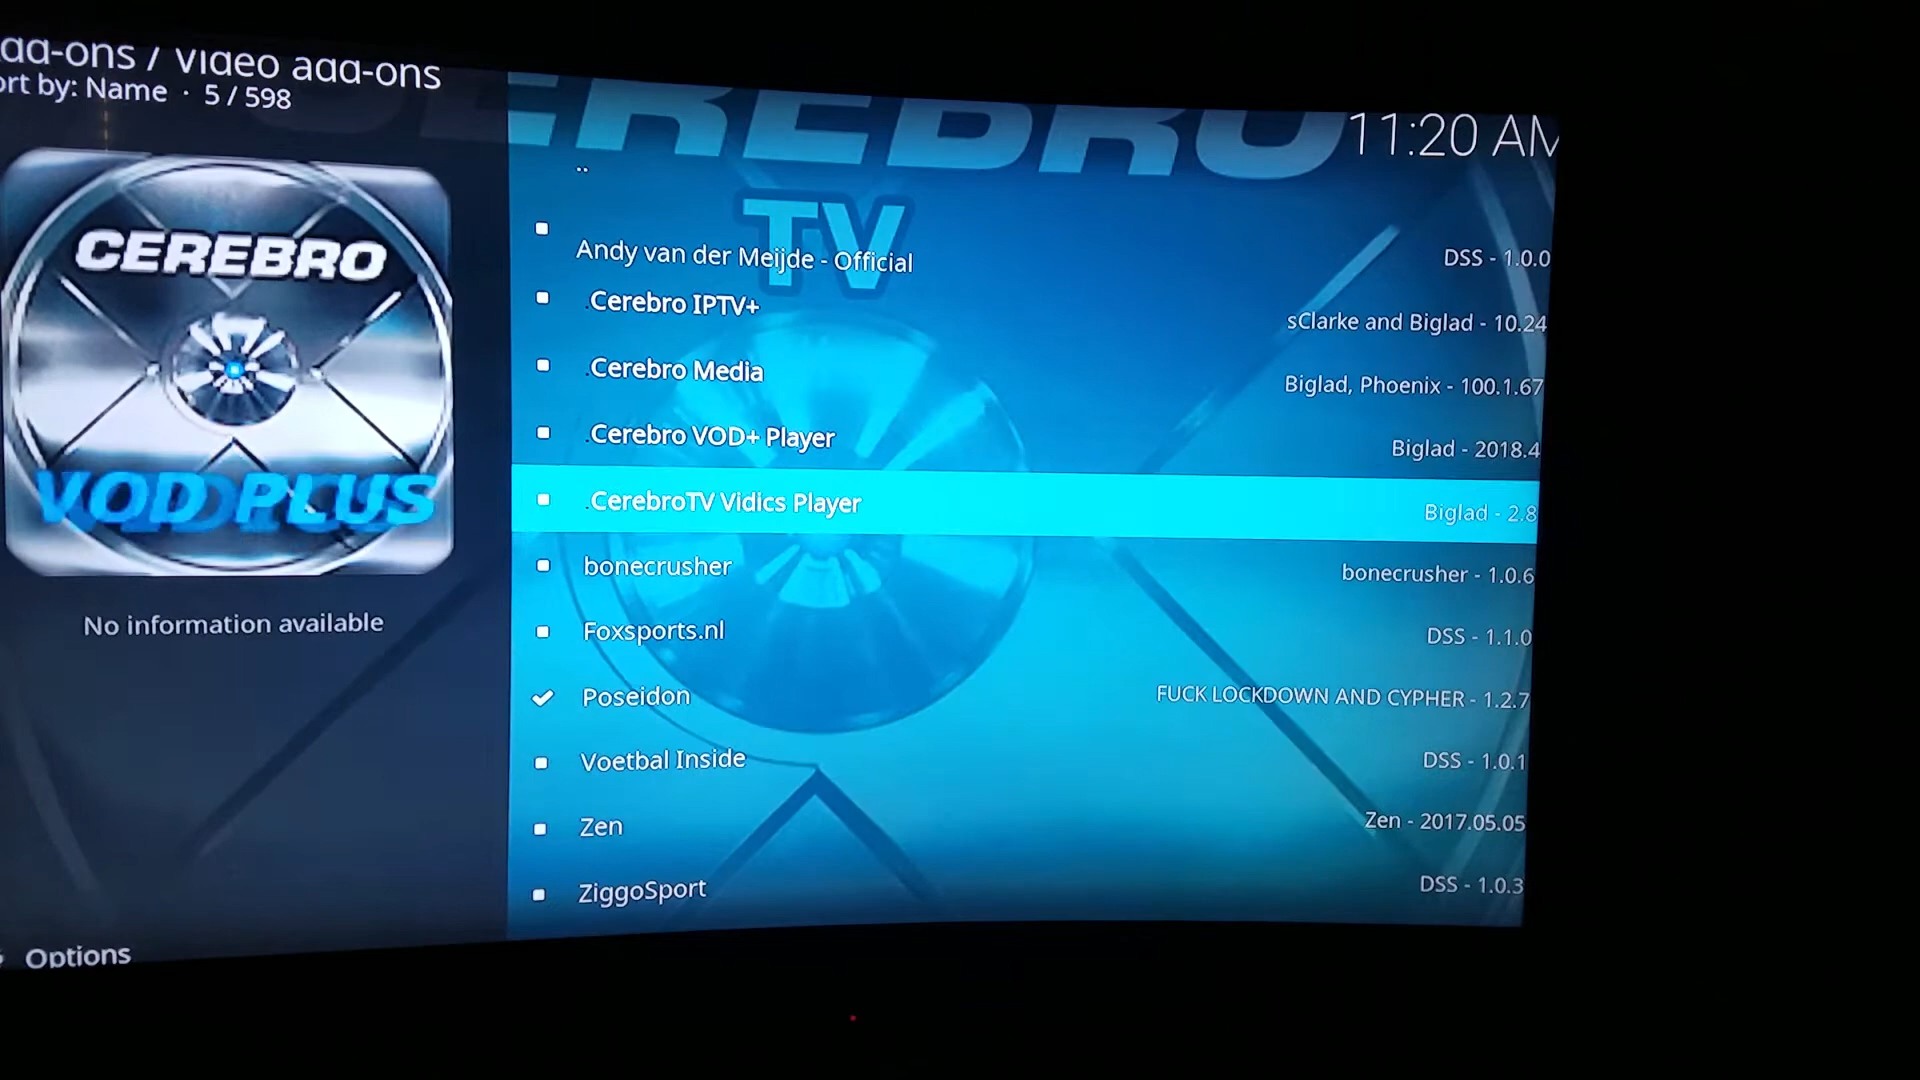 Add-ons / Video add-ons
Sort by: Name · 5 / 598
11:20 AM
CEREBRO
TV
CEREBRO
VOD PLUS
No information available
..
Andy van der Meijde - Official DSS - 1.0.0
.Cerebro IPTV+ sClarke and Biglad - 10.24
.Cerebro Media Biglad, Phoenix - 100.1.67
.Cerebro VOD+ Player Biglad - 2018.4
.CerebroTV Vidics Player Biglad - 2.8
bonecrusher bonecrusher - 1.0.6
Foxsports.nl DSS - 1.1.0
Poseidon FUCK LOCKDOWN AND CYPHER - 1.2.7
Voetbal Inside DSS - 1.0.1
Zen Zen - 2017.05.05
ZiggoSport DSS - 1.0.3
Options